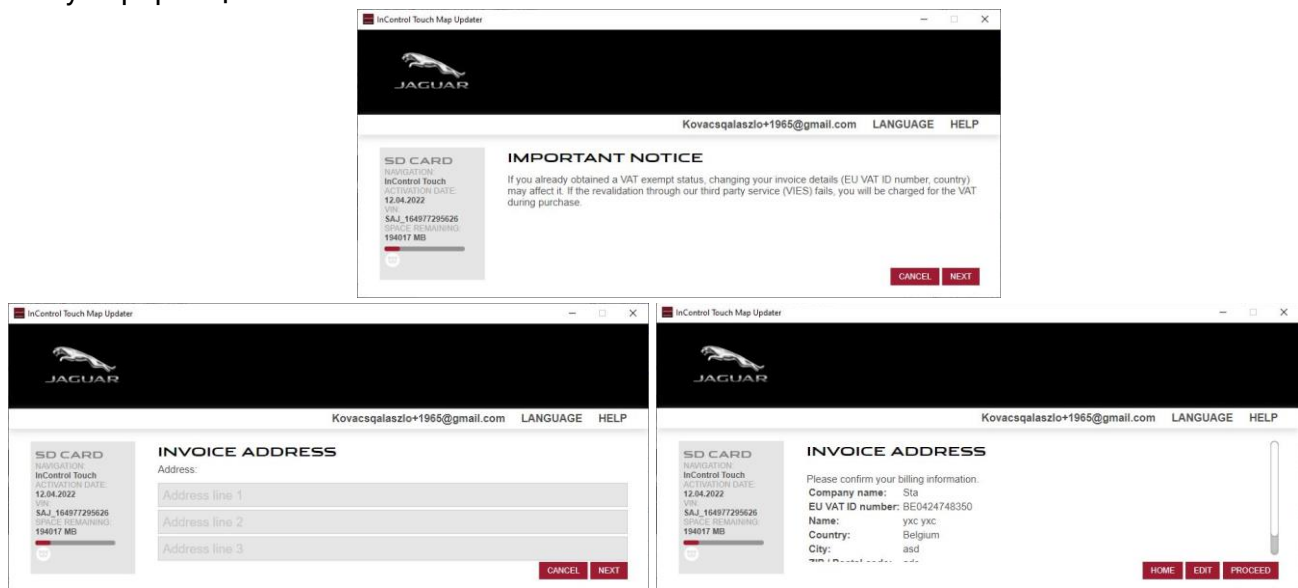 InControl Touch Map Updater
JAGUAR
Kovacsqalaszlo+1965@gmail.com LANGUAGE HELP
SD CARD
NAVIGATION:
InControl Touch
ACTIVATION DATE:
12.04.2022
VIN:
SAJ_164977295626
SPACE REMAINING:
194017 MB
IMPORTANT NOTICE
If you already obtained a VAT exempt status, changing your invoice details (EU VAT ID number, country)
may affect it. If the revalidation through our third party service (VIES) fails, you will be charged for the VAT
during purchase.
CANCEL NEXT
InControl Touch Map Updater
JAGUAR
Kovacsqalaszlo+1965@gmail.com LANGUAGE HELP
SD CARD
NAVIGATION:
InControl Touch
ACTIVATION DATE:
12.04.2022
VIN:
SAJ_164977295626
SPACE REMAINING:
194017 MB
INVOICE ADDRESS
Address:
Address line 1
Address line 2
Address line 3
CANCEL NEXT
InControl Touch Map Updater
JAGUAR
Kovacsqalaszlo+1965@gmail.com LANGUAGE HELP
SD CARD
NAVIGATION:
InControl Touch
ACTIVATION DATE:
12.04.2022
VIN:
SAJ_164977295626
SPACE REMAINING:
194017 MB
INVOICE ADDRESS
Please confirm your billing information.
Company name: Sta
EU VAT ID number: BE0424748350
Name: yxc yxc
Country: Belgium
City: asd
HOME EDIT PROCEED